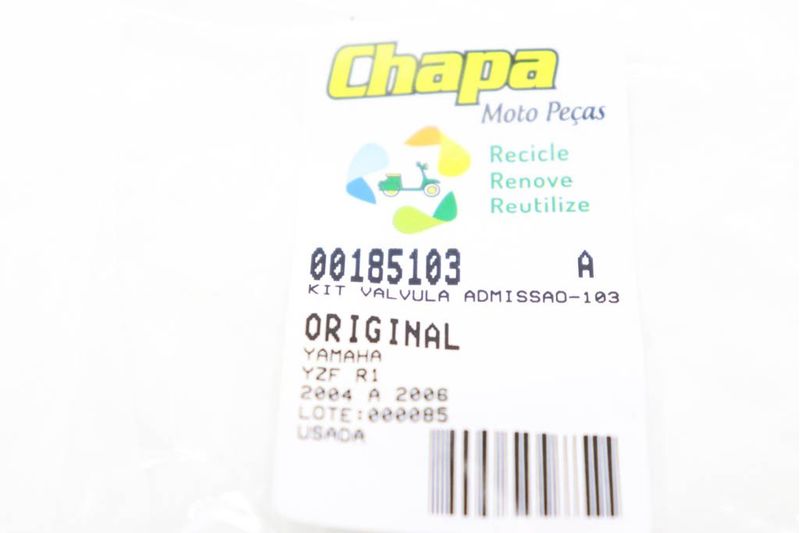 Chapa
Moto Peças
Recicle
Renove
Reutilize
00185103 A
KIT VALVULA ADMISSAO-103
ORIGINAL
YAMAHA
YZF R1
2004 A 2006
LOTE:000085
USADA